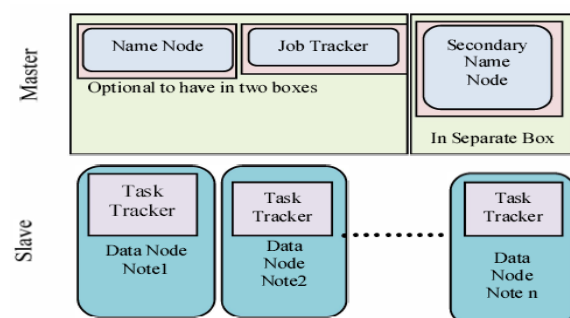 Master
Name Node
Job Tracker
Secondary
Name
Node
Optional to have in two boxes
In Separate Box
Slave
Task
Tracker
Data Node
Note1
Task
Tracker
Data
Node
Note2
Task
Tracker
Data
Node
Note n